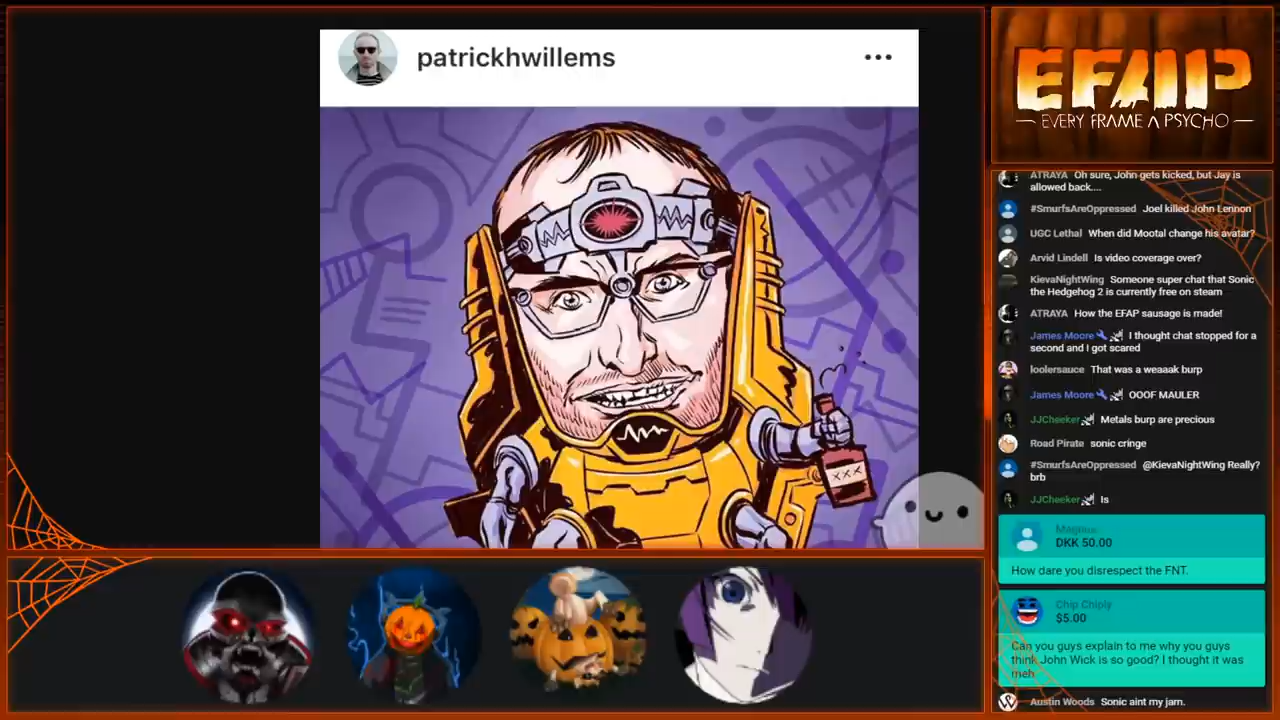 patrickhwillems
XXX
EFAP
EVERY FRAME A PSYCHO
ATRAYA Oh sure, John gets kicked, but Jay is
allowed back....
#SmurfsAreOppressed Joel killed John Lennon
UGC Lethal When did Mootal change his avatar?
Arvid Lindell Is video coverage over?
KievaNightWing Someone super chat that Sonic
the Hedgehog 2 is currently free on steam
ATRAYA How the EFAP sausage is made!
James Moore I thought chat stopped for a
second and I got scared
loolersauce That was a weaaak burp
James Moore OOOF MAULER
JJCheeker Metals burp are precious
Road Pirate sonic cringe
#SmurfsAreOppressed @KievaNightWing Really?
brb
JJCheeker Is
DKK 50.00
How dare you disrespect the FNT.
Chip Chiply
$5.00
Can you guys explain to me why you guys
think John Wick is so good? I thought it was
meh
Austin Woods Sonic aint my jam.